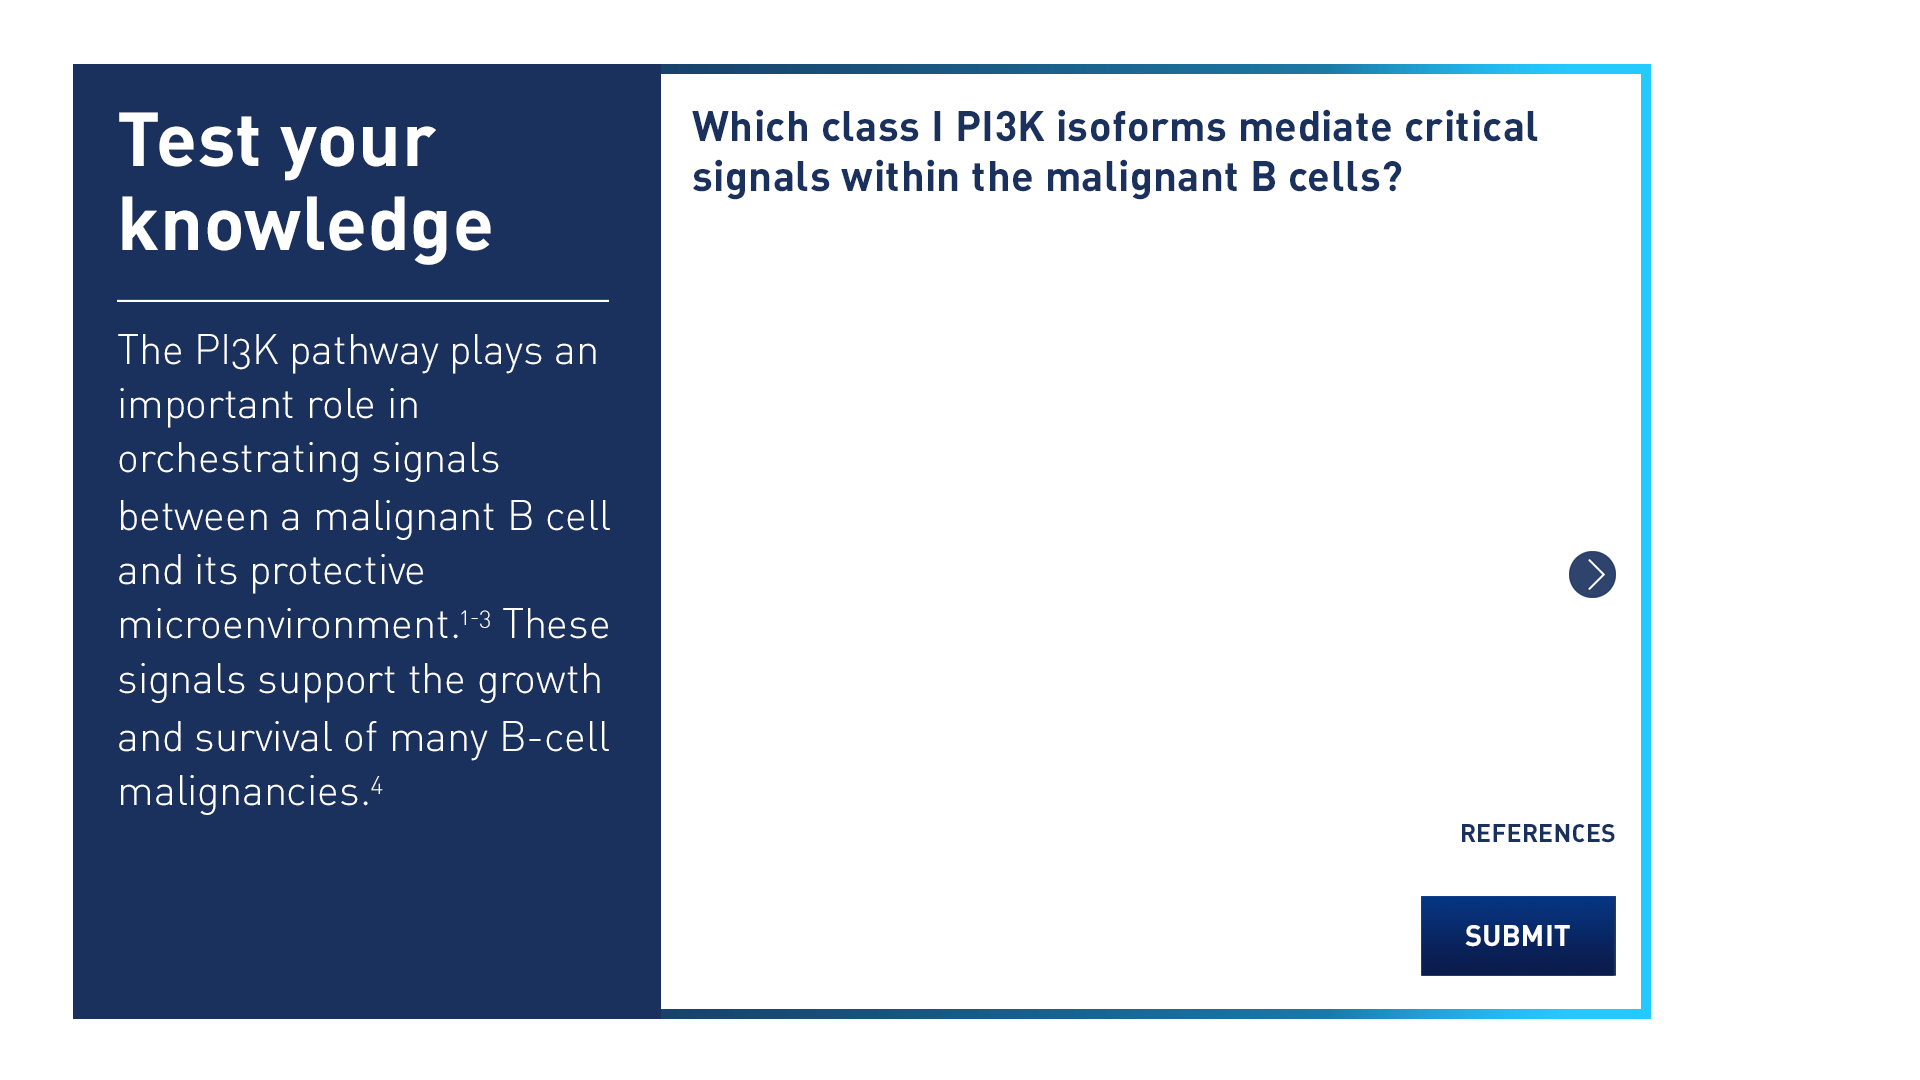 Test your
knowledge
The PI3K pathway plays an
important role in
orchestrating signals
between a malignant B cell
and its protective
microenvironment.¹⁻³ These
signals support the growth
and survival of many B-cell
malignancies.⁴
Which class I PI3K isoforms mediate critical
signals within the malignant B cells?
REFERENCES
SUBMIT